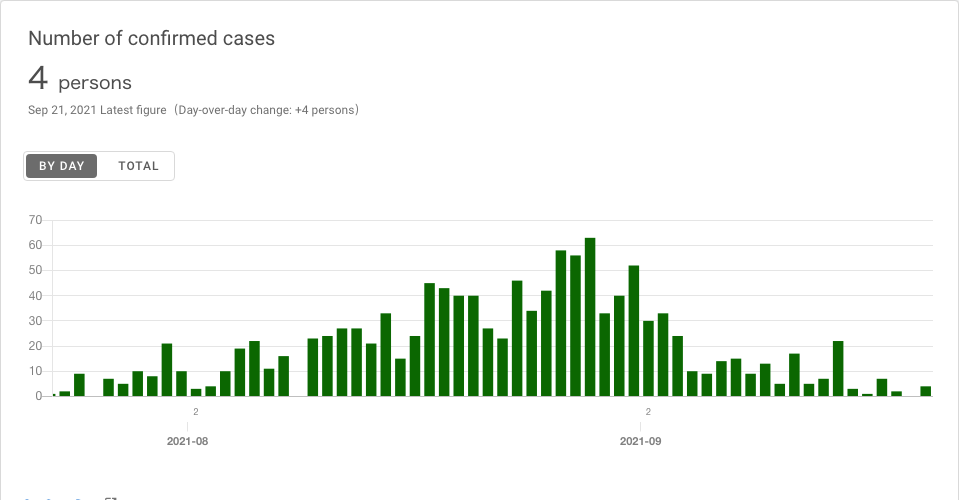 Number of confirmed cases
4 persons
Sep 21, 2021 Latest figure（Day-over-day change: +4 persons）
BY DAY TOTAL
70
60
50
40
30
20
10
0
2 2
2021-08 2021-09